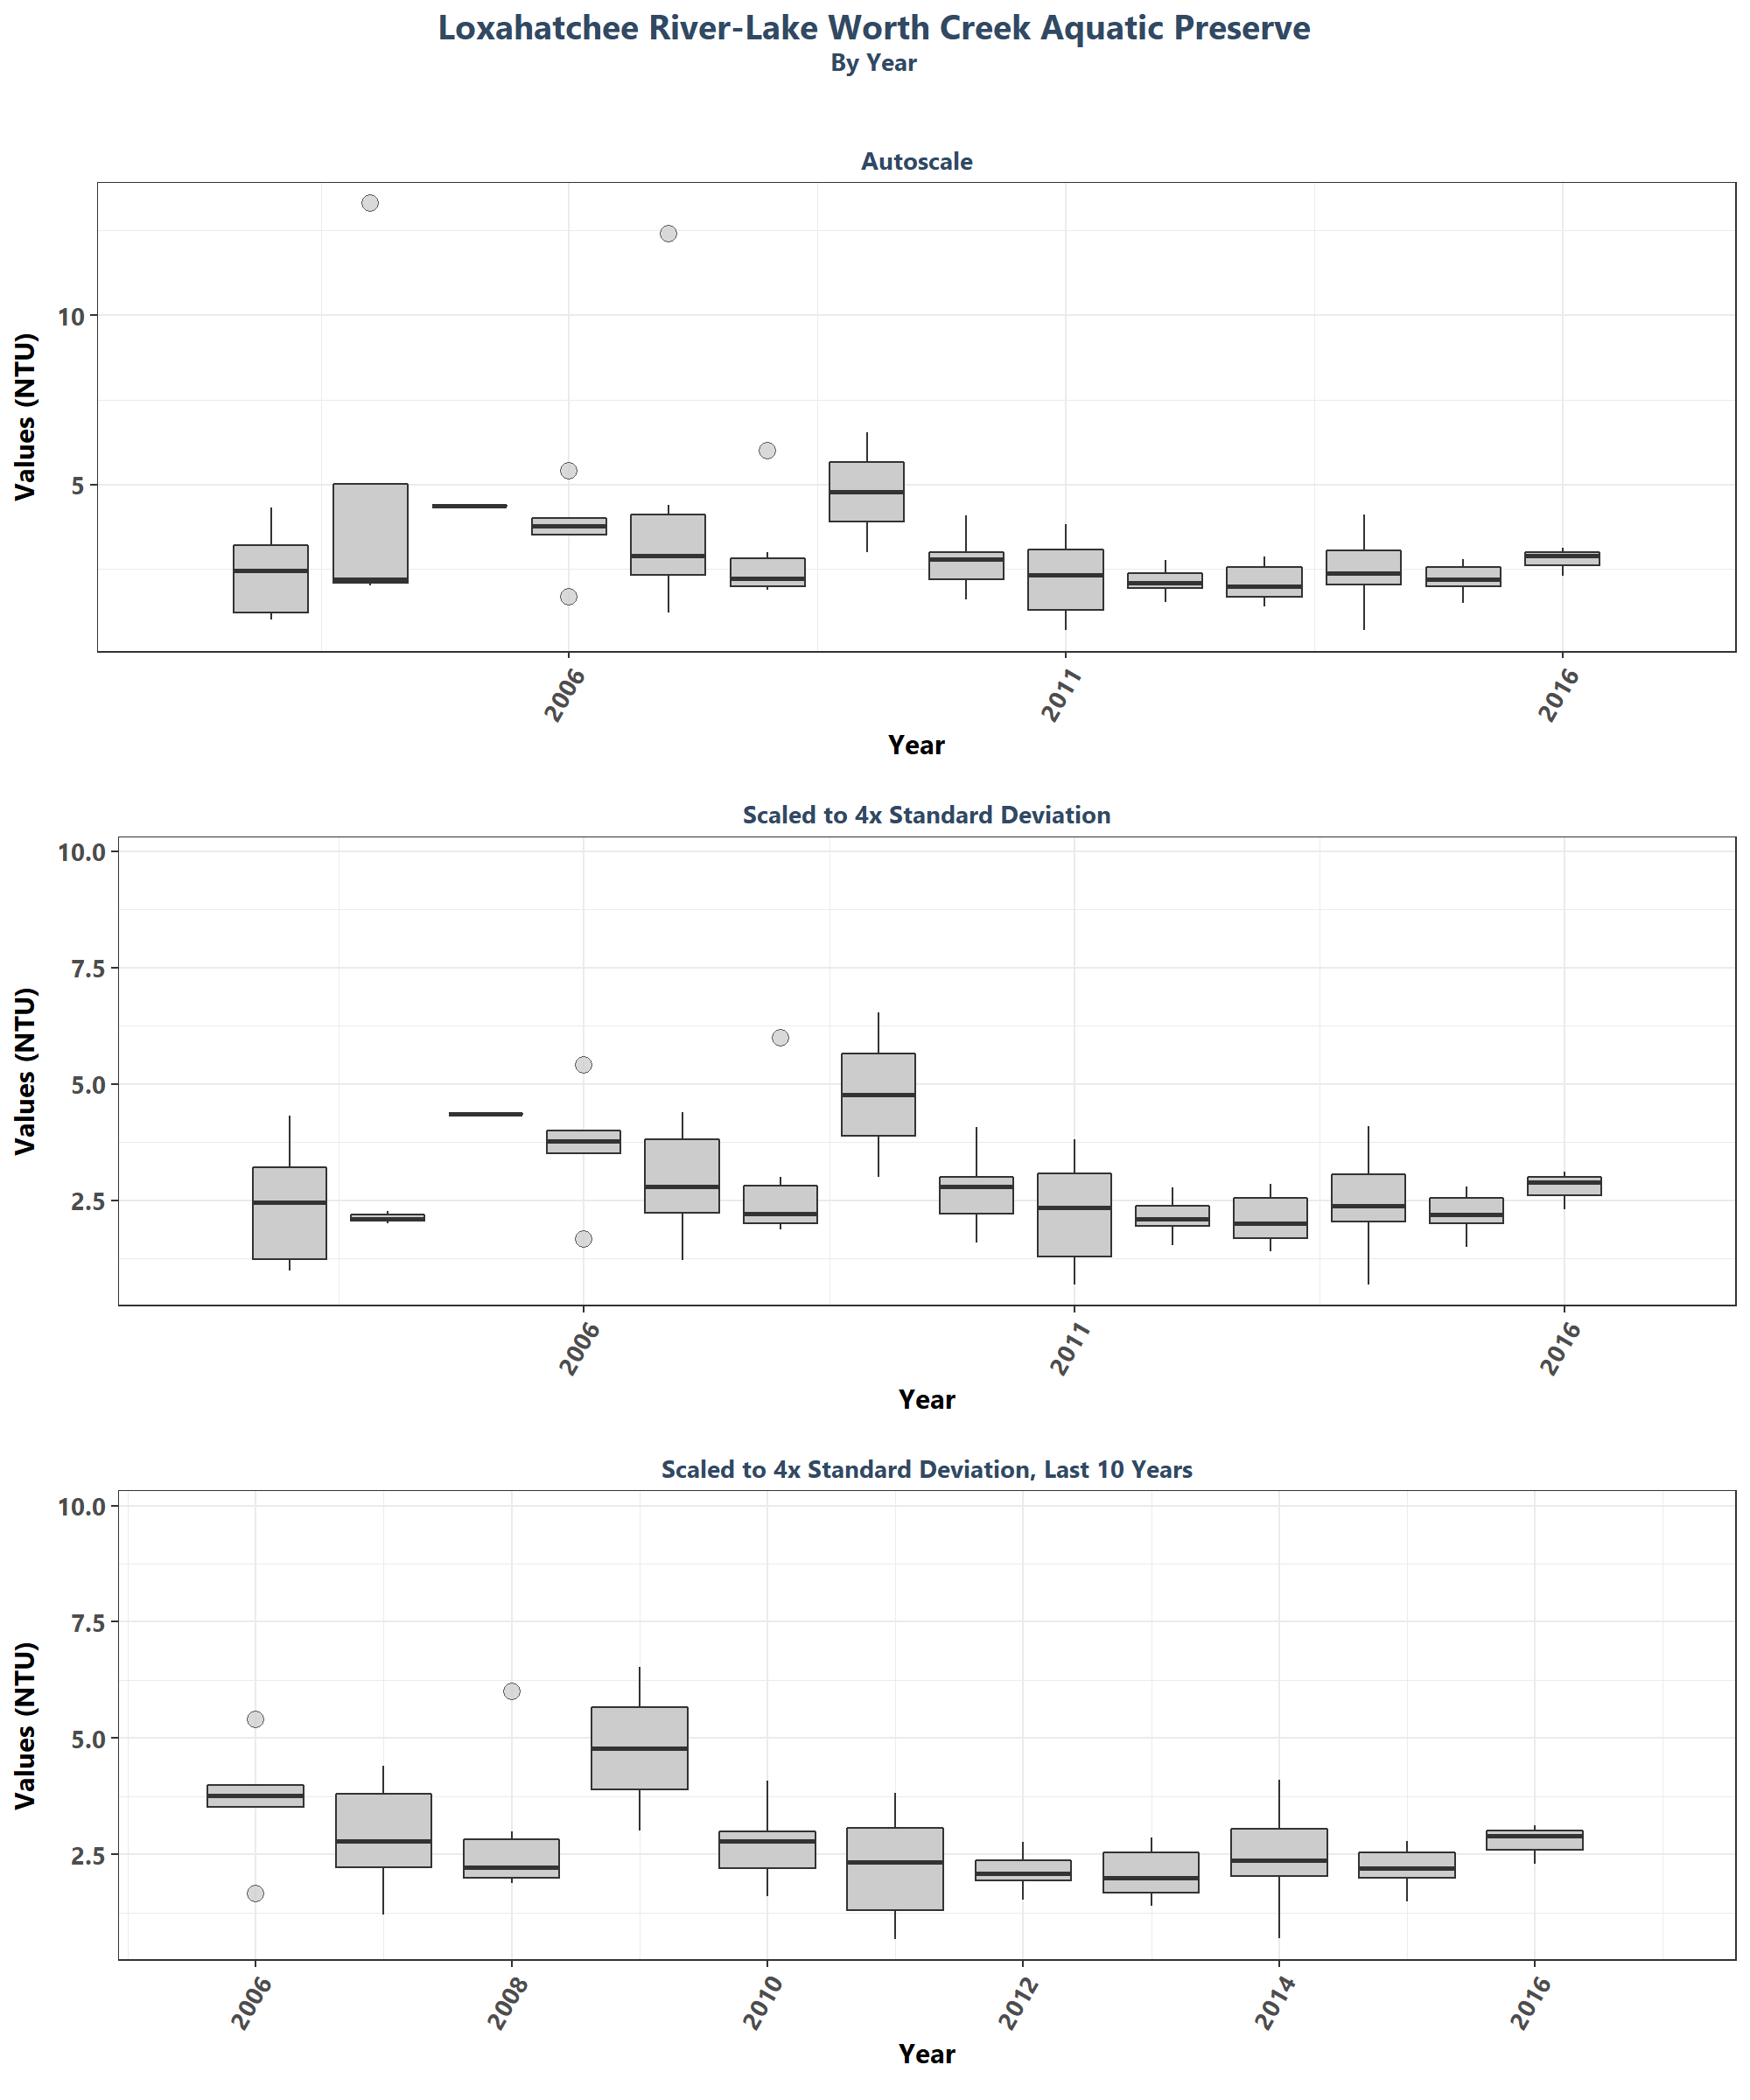 Loxahatchee River-Lake Worth Creek Aquatic Preserve
By Year
Autoscale
Values (NTU)
10
5
2006
2011
2016
Year
Scaled to 4x Standard Deviation
Values (NTU)
10.0
7.5
5.0
2.5
2006
2011
2016
Year
Scaled to 4x Standard Deviation, Last 10 Years
Values (NTU)
10.0
7.5
5.0
2.5
2006
2008
2010
2012
2014
2016
Year